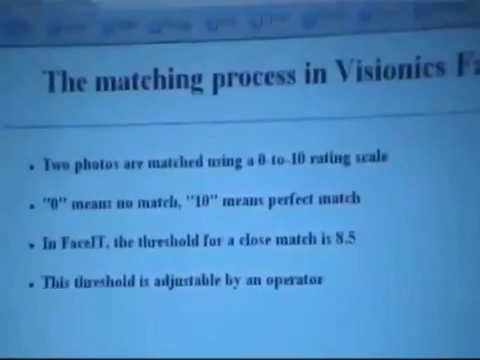 The matching process in Visionics Fa
• Two photos are matched using a 0-to-10 rating scale
• "0" means no match, "10" means perfect match
• In FaceIT, the threshold for a close match is 8.5
• This threshold is adjustable by an operator